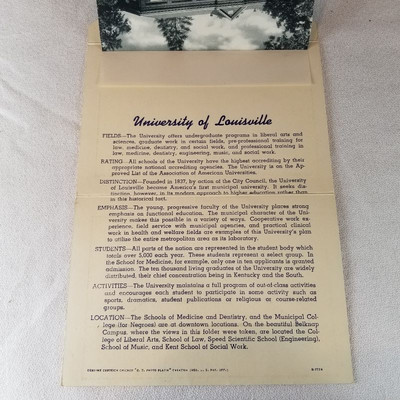 University of Louisville
FIELDS—The University offers undergraduate programs in liberal arts and
sciences, graduate work in certain fields, pre-professional training for
law, medicine, dentistry, and social work, and professional training in
law, medicine, dentistry, engineering, music, and social work.
RATING—All schools of the University have the highest accrediting by their
appropriate national accrediting agencies. The University is on the Ap-
proved List of the Association of American Universities.
DISTINCTION—Founded in 1837, by action of the City Council, the University
of Louisville became America's first municipal university. It seeks dis-
tinction, however, in its modern approach to higher education rather than
as this historical fact.
EMPHASIS—The young, progressive faculty of the University places strong
emphasis on functional education. The municipal character of the Uni-
versity makes this possible in a variety of ways. Cooperative work ex-
perience, field service with municipal agencies, and practical clinical
work in health and welfare fields are examples of this University's plan
to utilize the entire metropolitan area as its laboratory.
STUDENTS—All parts of the nation are represented in the student body which
totals over 5,000 each year. These students represent a select group. In
the School for Medicine, for example, only one in ten applicants is granted
admission. The ten thousand living graduates of the University are widely
distributed, their chief concentration being in Kentucky and the South.
ACTIVITIES—The University maintains a full program of out-of-class activities
and encourages each student to participate in some activity such as
sports, dramatics, student publications or religious or course-related
groups.
LOCATION—The Schools of Medicine and Dentistry, and the Municipal Col-
lege (for Negroes) are at downtown locations. On the beautiful Belknap
Campus, where the views in this folder were taken, are located the Col-
lege of Liberal Arts, School of Law, Speed Scientific School (Engineering),
School of Music, and Kent School of Social Work.